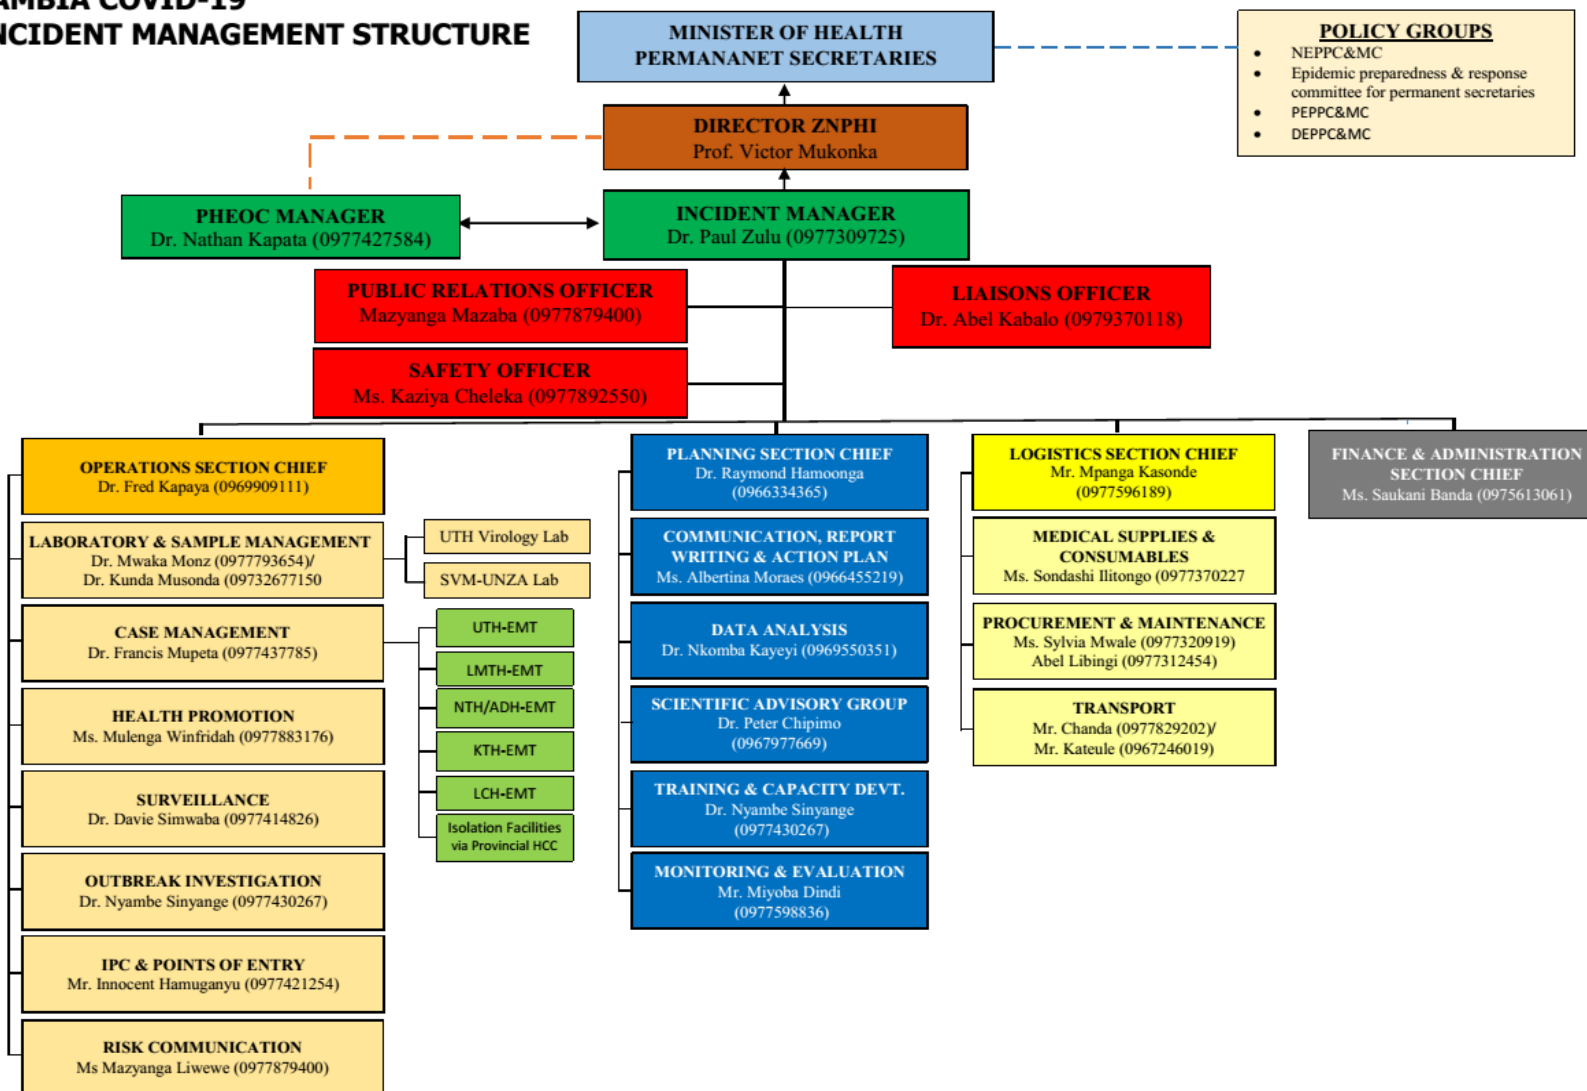 AMBIA COVID-19
NCIDENT MANAGEMENT STRUCTURE
MINISTER OF HEALTH
PERMANANET SECRETARIES
POLICY GROUPS
• NEPPC&MC
• Epidemic preparedness & response
committee for permanent secretaries
• PEPPC&MC
• DEPPC&MC
DIRECTOR ZNPHI
Prof. Victor Mukonka
PHEOC MANAGER
Dr. Nathan Kapata (0977427584)
INCIDENT MANAGER
Dr. Paul Zulu (0977309725)
PUBLIC RELATIONS OFFICER
Mazyanga Mazaba (0977879400)
LIAISONS OFFICER
Dr. Abel Kabalo (0979370118)
SAFETY OFFICER
Ms. Kaziya Cheleka (0977892550)
OPERATIONS SECTION CHIEF
Dr. Fred Kapaya (0969909111)
LABORATORY & SAMPLE MANAGEMENT
Dr. Mwaka Monz (0977793654)/
Dr. Kunda Musonda (09732677150
UTH Virology Lab
SVM-UNZA Lab
CASE MANAGEMENT
Dr. Francis Mupeta (0977437785)
UTH-EMT
LMTH-EMT
NTH/ADH-EMT
KTH-EMT
LCH-EMT
Isolation Facilities
via Provincial HCC
HEALTH PROMOTION
Ms. Mulenga Winfridah (0977883176)
SURVEILLANCE
Dr. Davie Simwaba (0977414826)
OUTBREAK INVESTIGATION
Dr. Nyambe Sinyange (0977430267)
IPC & POINTS OF ENTRY
Mr. Innocent Hamuganyu (0977421254)
RISK COMMUNICATION
Ms Mazyanga Liwewe (0977879400)
PLANNING SECTION CHIEF
Dr. Raymond Hamoonga
(0966334365)
COMMUNICATION, REPORT
WRITING & ACTION PLAN
Ms. Albertina Moraes (0966455219)
DATA ANALYSIS
Dr. Nkomba Kayeyi (0969550351)
SCIENTIFIC ADVISORY GROUP
Dr. Peter Chipimo
(0967977669)
TRAINING & CAPACITY DEVT.
Dr. Nyambe Sinyange
(0977430267)
MONITORING & EVALUATION
Mr. Miyoba Dindi
(0977598836)
LOGISTICS SECTION CHIEF
Mr. Mpanga Kasonde
(0977596189)
MEDICAL SUPPLIES &
CONSUMABLES
Ms. Sondashi Ilitongo (0977370227
PROCUREMENT & MAINTENANCE
Ms. Sylvia Mwale (0977320919)
Abel Libingi (0977312454)
TRANSPORT
Mr. Chanda (0977829202)/
Mr. Kateule (0967246019)
FINANCE & ADMINISTRATION
SECTION CHIEF
Ms. Saukani Banda (0975613061)